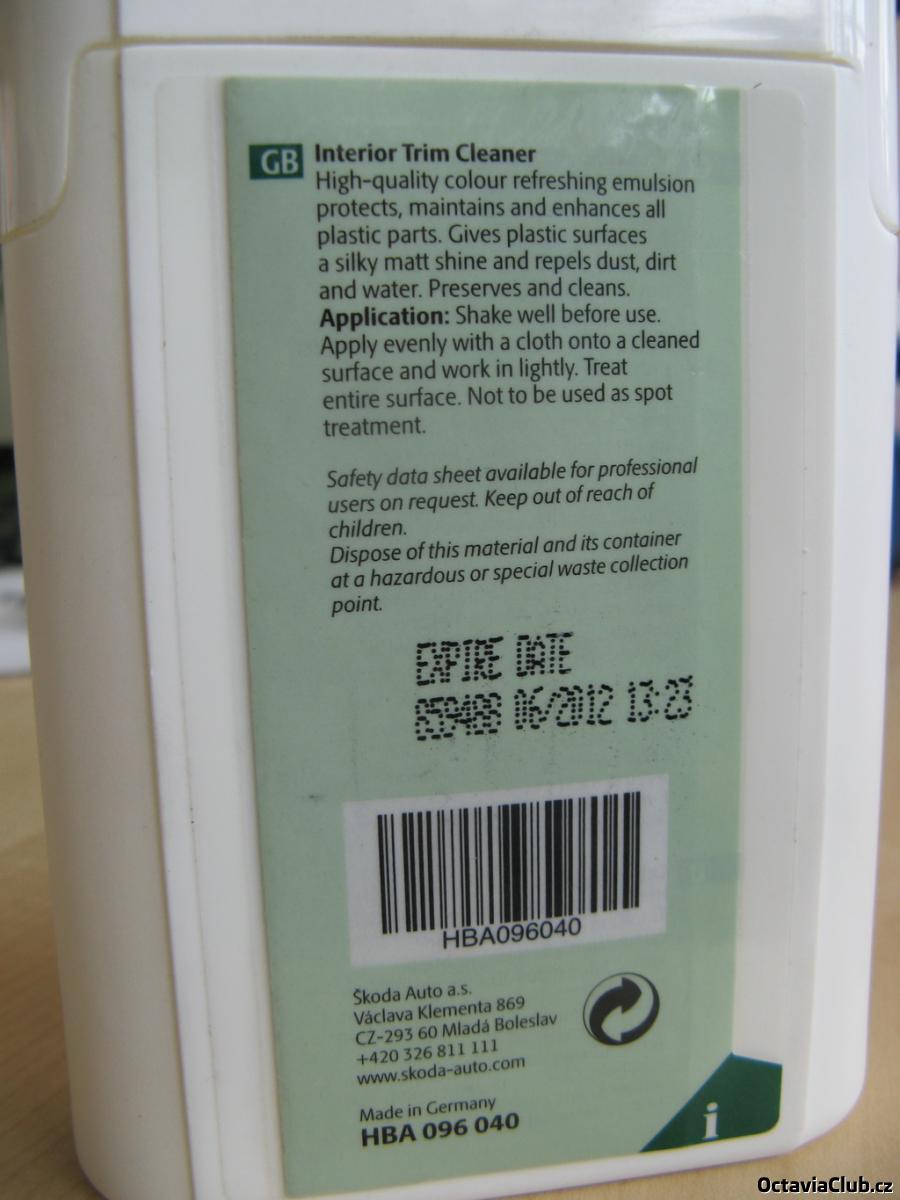 GB Interior Trim Cleaner
High-quality colour refreshing emulsion
protects, maintains and enhances all
plastic parts. Gives plastic surfaces
a silky matt shine and repels dust, dirt
and water. Preserves and cleans.
Application: Shake well before use.
Apply evenly with a cloth onto a cleaned
surface and work in lightly. Treat
entire surface. Not to be used as spot
treatment.
Safety data sheet available for professional
users on request. Keep out of reach of
children.
Dispose of this material and its container
at a hazardous or special waste collection
point.
EXPIRE DATE
06/2012 13:23
HBA096040
Škoda Auto a.s.
Václava Klementa 869
CZ-293 60 Mladá Boleslav
+420 326 811 111
www.skoda-auto.com
Made in Germany
HBA 096 040
i
OctaviaClub.cz